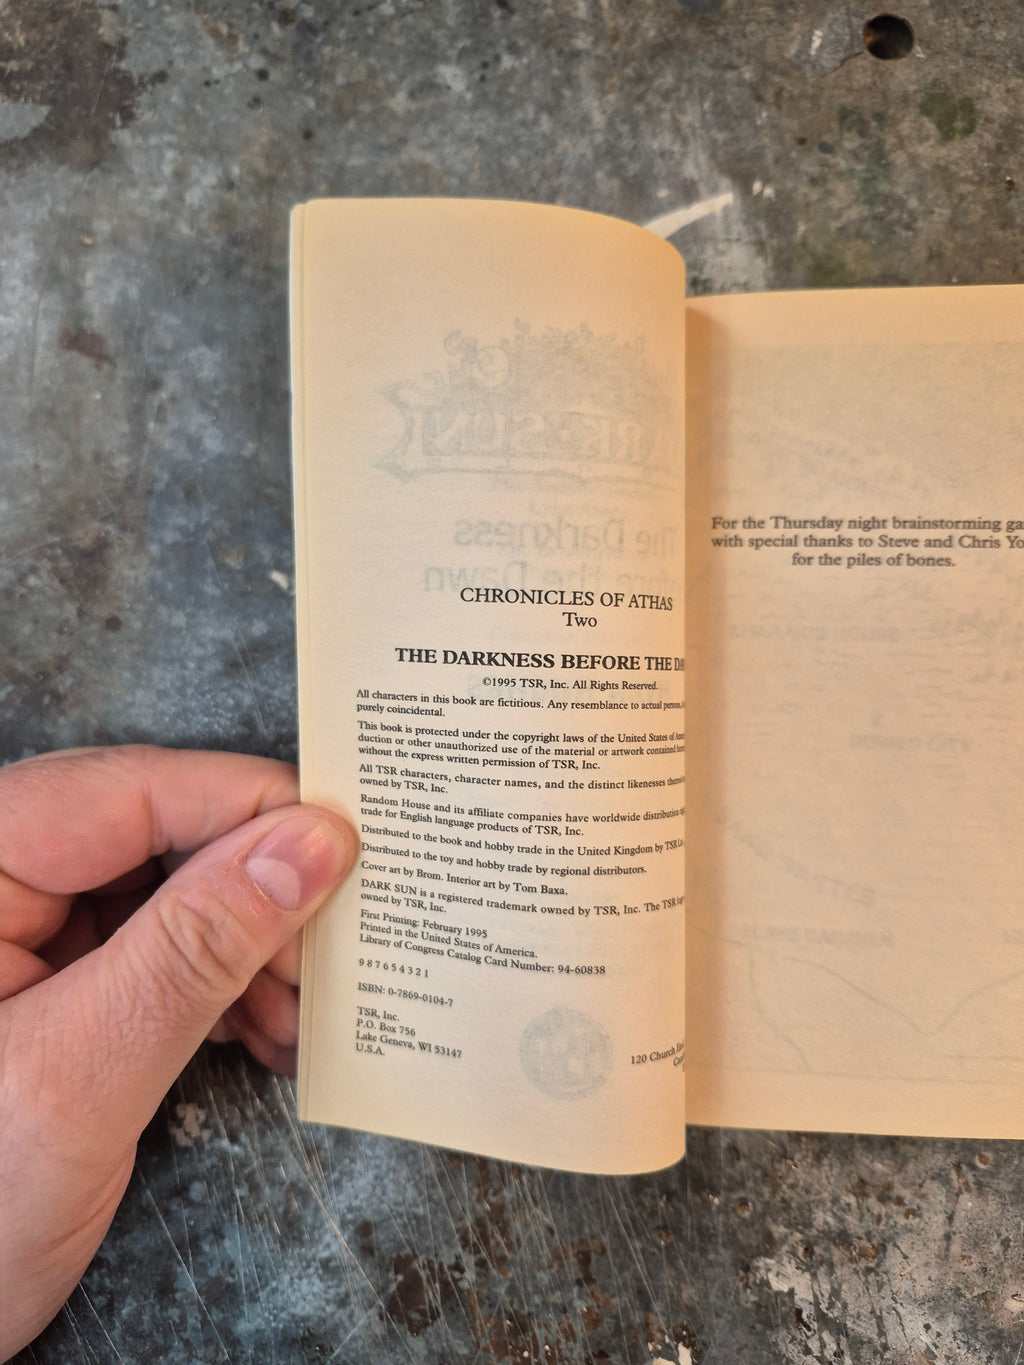 CHRONICLES OF ATHAS
Two
THE DARKNESS BEFORE THE
©1995 TSR, Inc. All Rights Reserved.
All characters in this book are fictitious. Any resemblance to actual person,
purely coincidental.
This book is protected under the copyright laws of the United States of
duction or other unauthorized use of the material or artwork contained
without the express written permission of TSR, Inc.
All TSR characters, character names, and the distinct likenesses
owned by TSR, Inc.
Random House and its affiliate companies have worldwide distribution
trade for English language products of TSR, Inc.
Distributed to the book and hobby trade in the United Kingdom by TSR
Distributed to the toy and hobby trade by regional distributors.
Cover art by Brom. Interior art by Tom Baxa.
DARK SUN is a registered trademark owned by TSR, Inc. The TSR
owned by TSR, Inc.
First Printing: February 1995
Printed in the United States of America.
Library of Congress Catalog Card Number: 94-60838
9 8 7 6 5 4 3 2 1
ISBN: 0-7869-0104-7
TSR, Inc.
P.O. Box 756
Lake Geneva, WI 53147
U.S.A.
120 Church
For the Thursday night brainstorming
with special thanks to Steve and Chris
for the piles of bones.